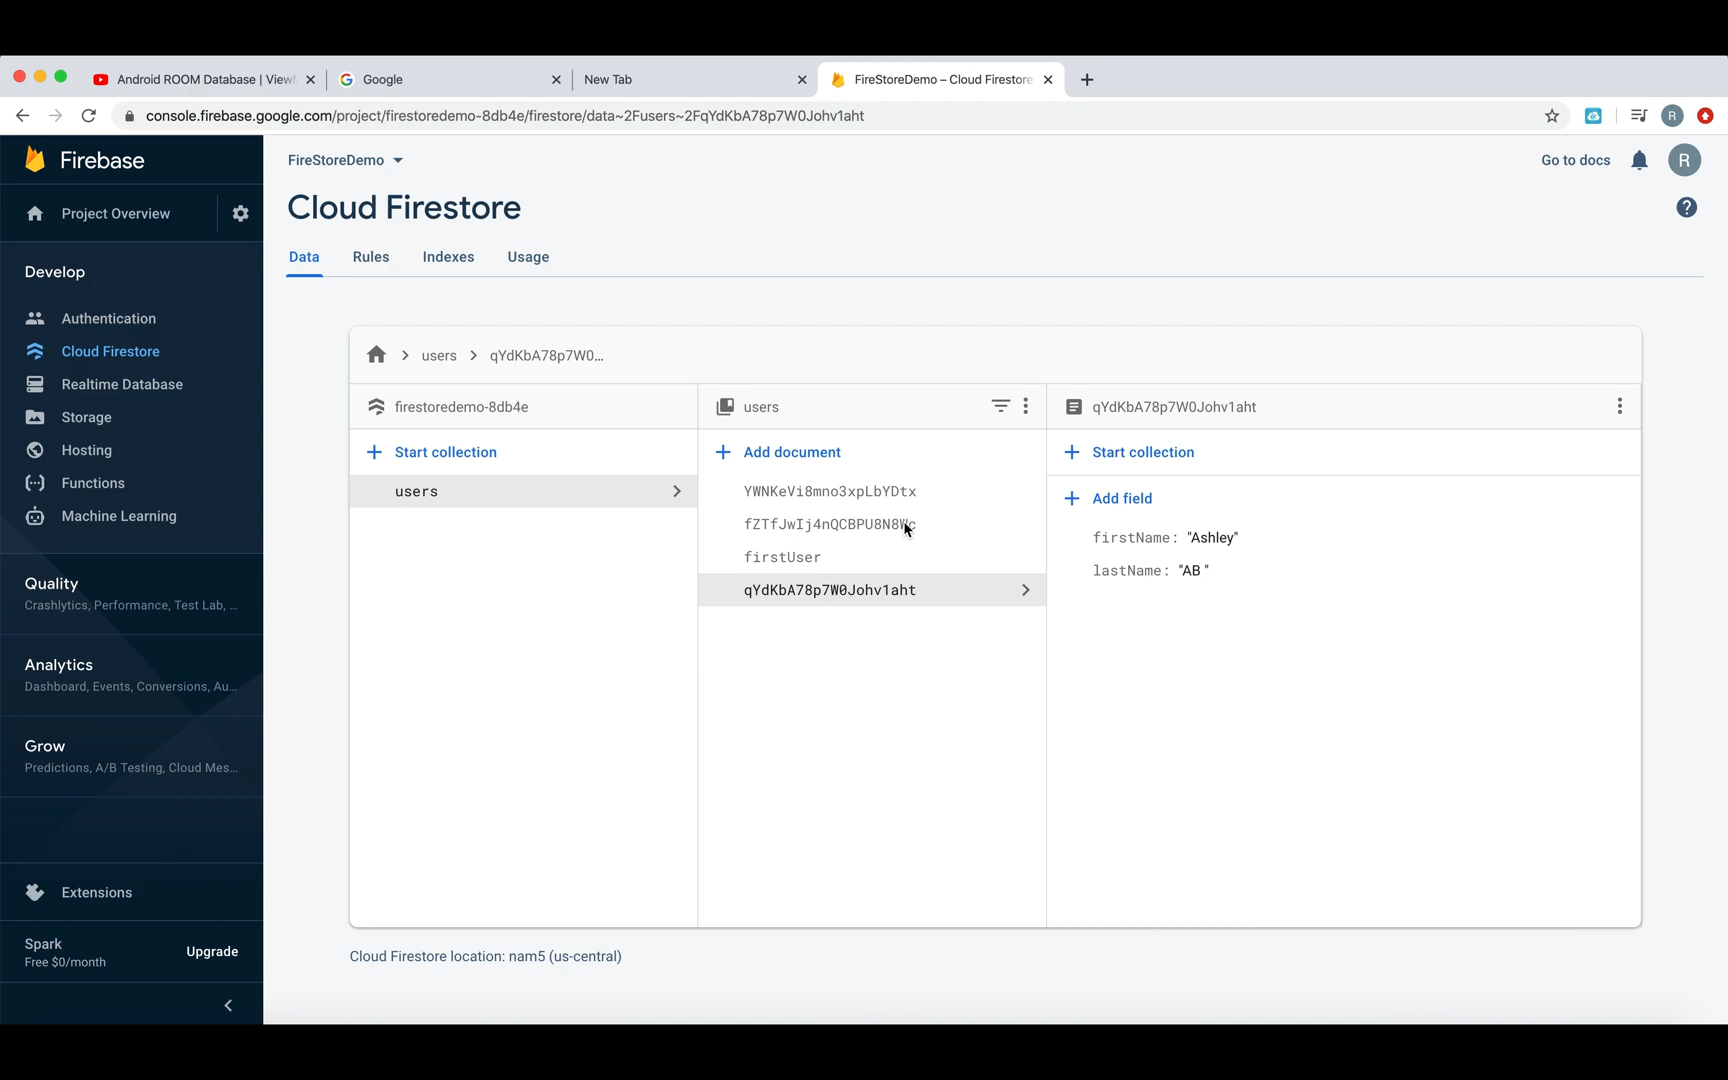 Android ROOM Database | View
Google
New Tab
FireStoreDemo – Cloud Firestore
console.firebase.google.com/project/firestoredemo-8db4e/firestore/data~2Fusers~2FqYdKbA78p7W0Johv1aht
R
Firebase
FireStoreDemo
Go to docs
R
Project Overview
Cloud Firestore
?
Data
Rules
Indexes
Usage
Develop
Authentication
Cloud Firestore
Realtime Database
Storage
Hosting
Functions
Machine Learning
Quality
Crashlytics, Performance, Test Lab, ...
Analytics
Dashboard, Events, Conversions, Au...
Grow
Predictions, A/B Testing, Cloud Mes...
Extensions
Spark
Free $0/month
Upgrade
users
qYdKbA78p7W0...
firestoredemo-8db4e
Start collection
users
users
Add document
YWNKeVi8mno3xpLbYDtx
fZTfJwIj4nQCBPU8N8Wc
firstUser
qYdKbA78p7W0Johv1aht
qYdKbA78p7W0Johv1aht
Start collection
Add field
firstName: "Ashley"
lastName: "AB "
Cloud Firestore location: nam5 (us-central)